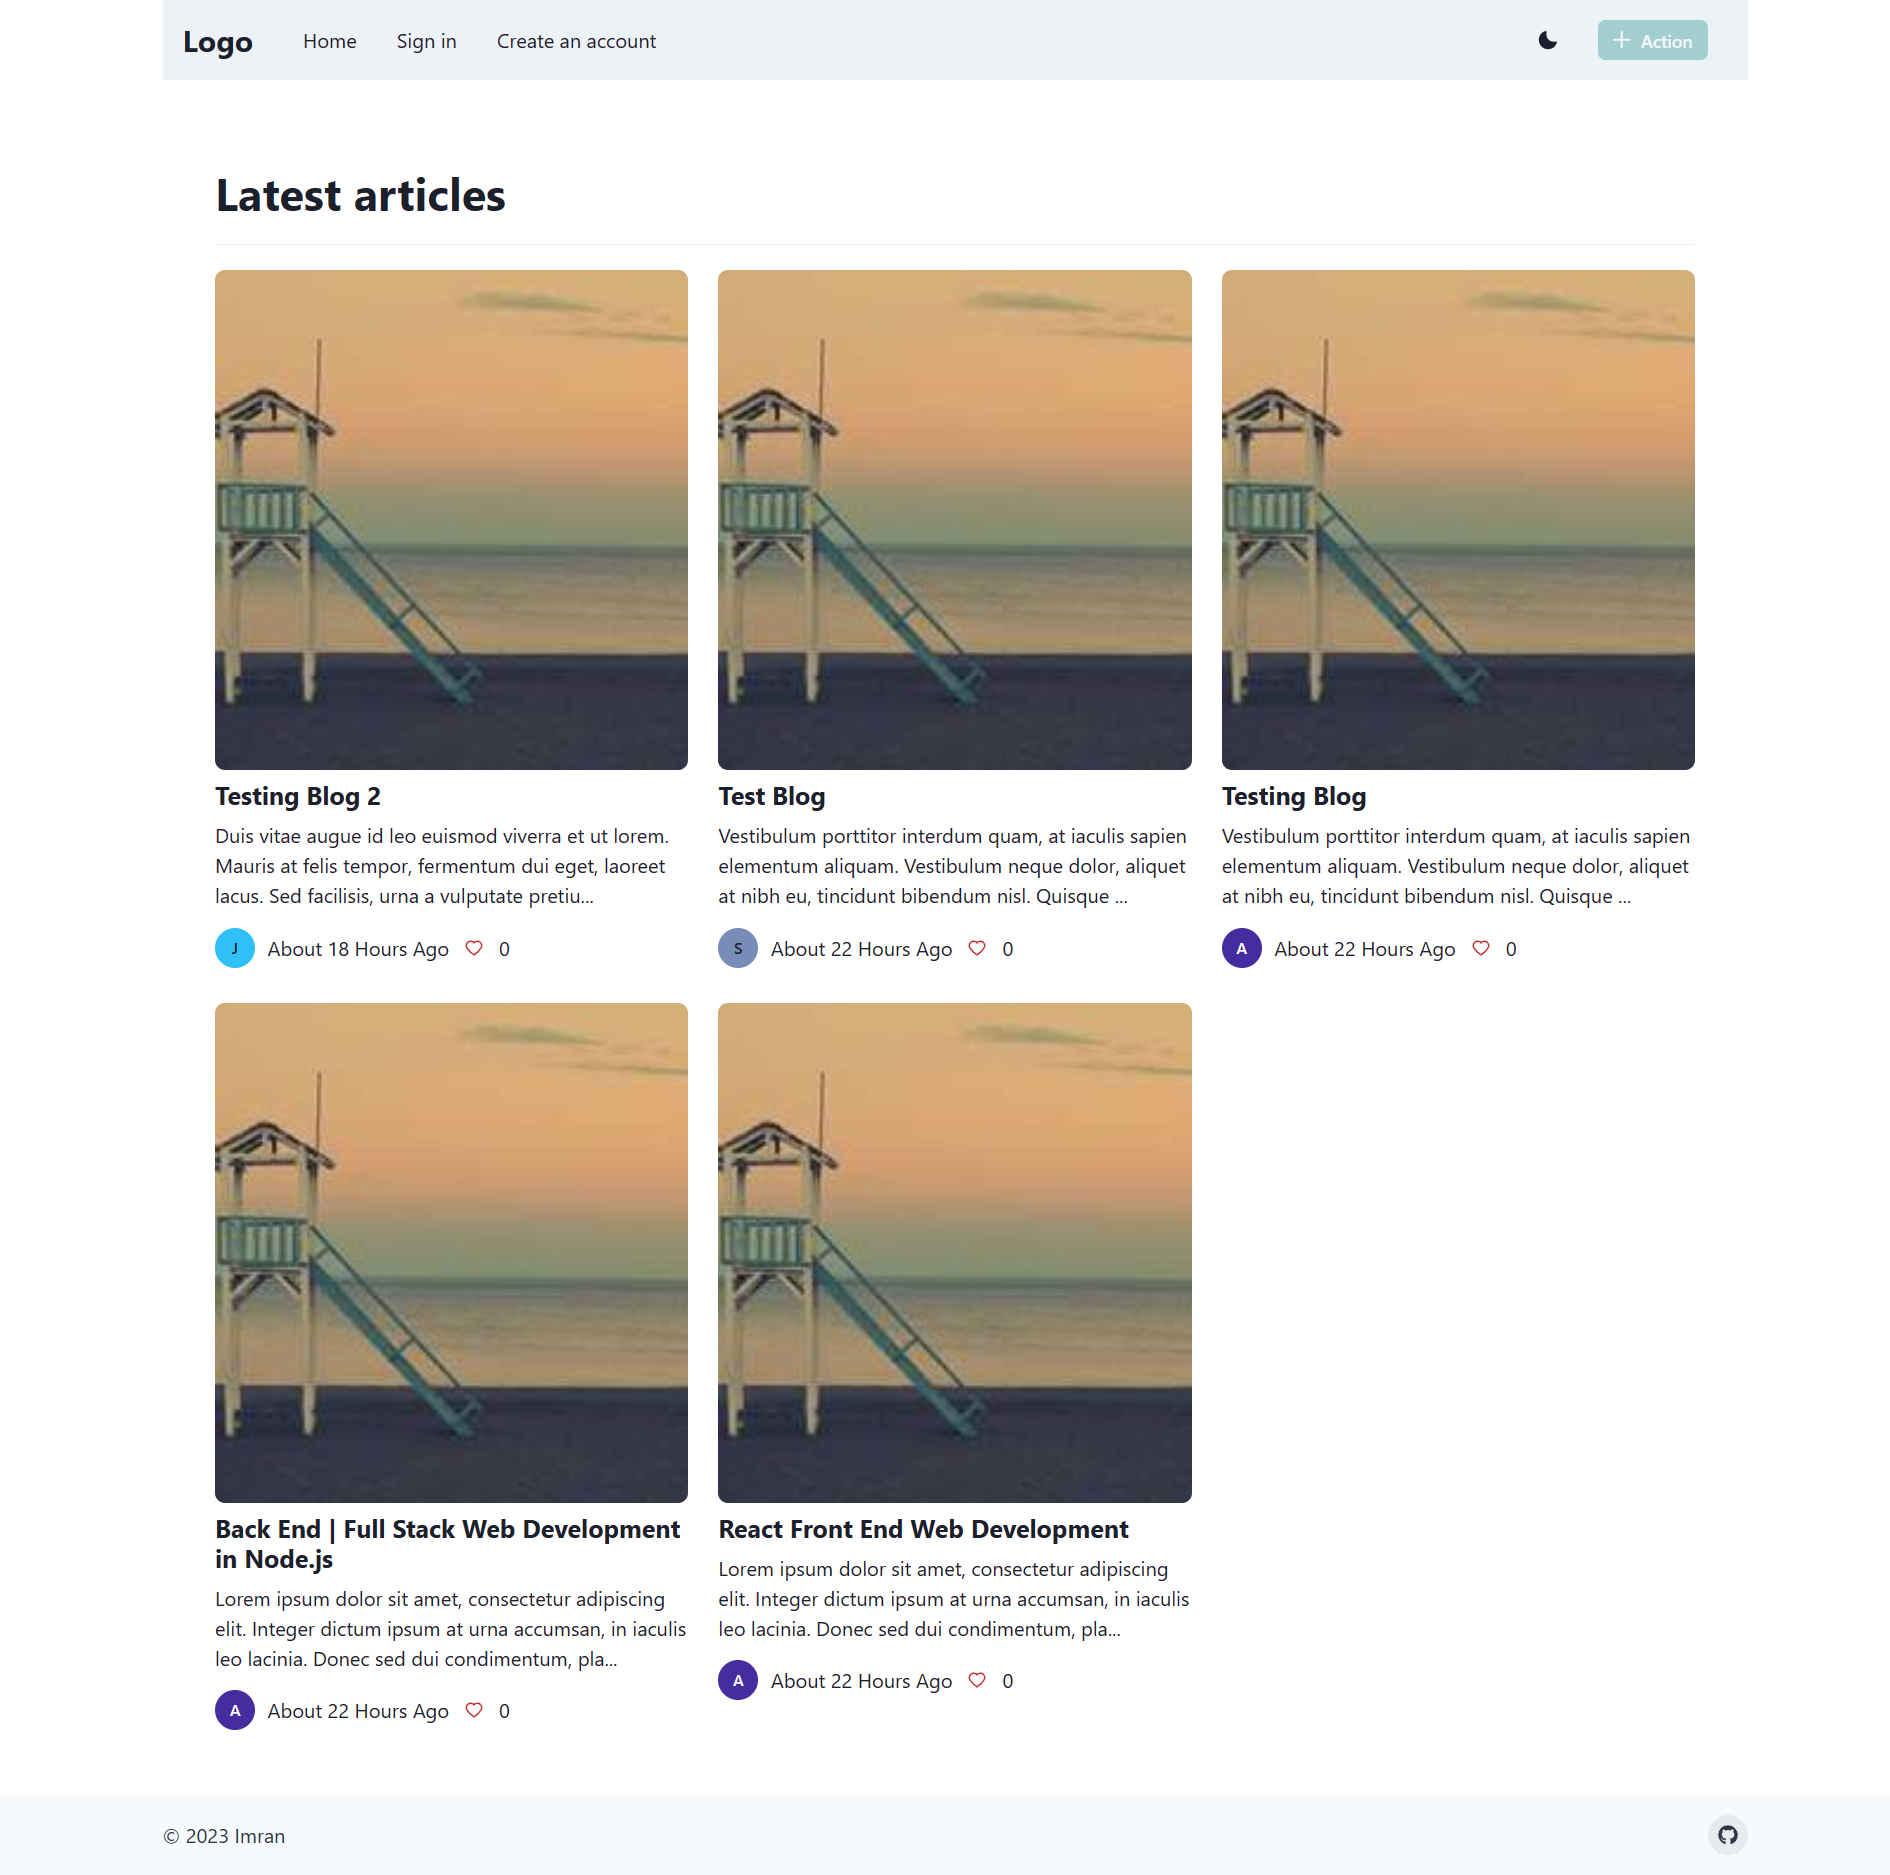 Logo
Home
Sign in
Create an account
Action
Latest articles
Testing Blog 2
Duis vitae augue id leo euismod viverra et ut lorem.
Mauris at felis tempor, fermentum dui eget, laoreet
lacus. Sed facilisis, urna a vulputate pretiu...
J
About 18 Hours Ago
0
Test Blog
Vestibulum porttitor interdum quam, at iaculis sapien
elementum aliquam. Vestibulum neque dolor, aliquet
at nibh eu, tincidunt bibendum nisl. Quisque ...
S
About 22 Hours Ago
0
Testing Blog
Vestibulum porttitor interdum quam, at iaculis sapien
elementum aliquam. Vestibulum neque dolor, aliquet
at nibh eu, tincidunt bibendum nisl. Quisque ...
A
About 22 Hours Ago
0
Back End | Full Stack Web Development
in Node.js
Lorem ipsum dolor sit amet, consectetur adipiscing
elit. Integer dictum ipsum at urna accumsan, in iaculis
leo lacinia. Donec sed dui condimentum, pla...
A
About 22 Hours Ago
0
React Front End Web Development
Lorem ipsum dolor sit amet, consectetur adipiscing
elit. Integer dictum ipsum at urna accumsan, in iaculis
leo lacinia. Donec sed dui condimentum, pla...
A
About 22 Hours Ago
0
© 2023 Imran